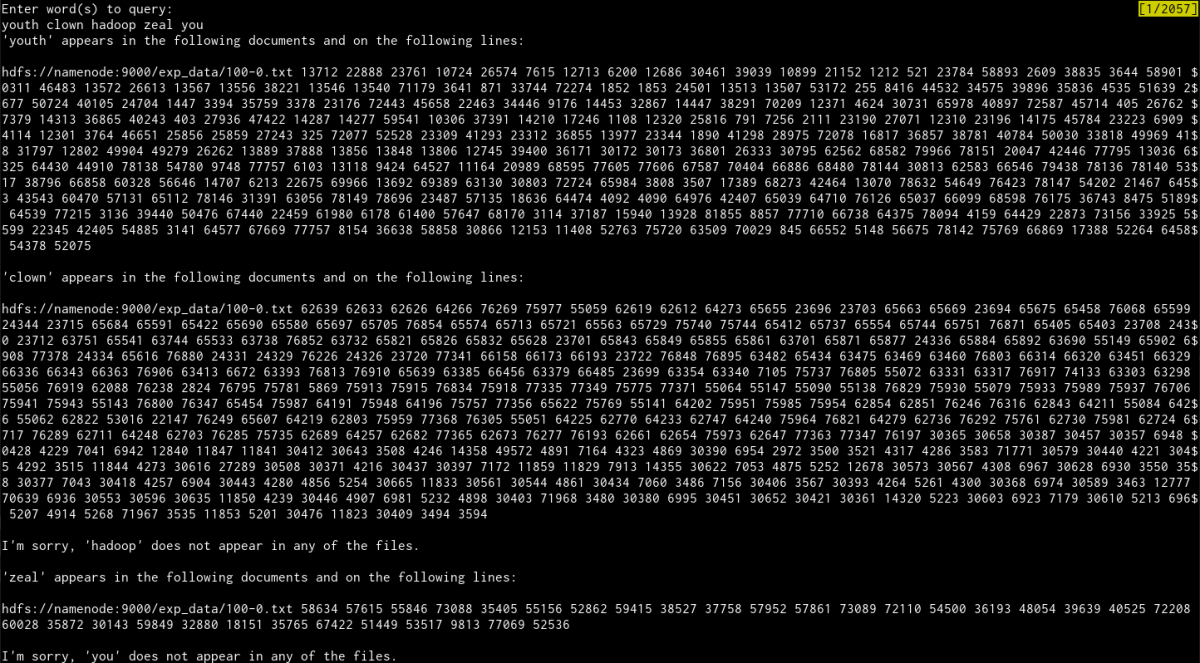 Enter word(s) to query:
[1/2057]
youth clown hadoop zeal you
'youth' appears in the following documents and on the following lines:
hdfs://namenode:9000/exp_data/100-0.txt 13712 22888 23761 10724 26574 7615 12713 6200 12686 30461 39039 10899 21152 1212 521 23784 58893 2609 38835 3644 58901 $
0311 46483 13572 26613 13567 13556 38221 13546 13540 71179 3641 871 33744 72274 1852 1853 24501 13513 13507 53172 255 8416 44532 34575 39896 35836 4535 51639 2$
677 50724 40105 24704 1447 3394 35759 3378 23176 72443 45658 22463 34446 9176 14453 32867 14447 38291 70209 12371 4624 30731 65978 40897 72587 45714 405 26762 $
7379 14313 36865 40243 403 27936 47422 14287 14277 59541 10306 37391 14210 17246 1108 12320 25816 791 7256 2111 23190 27071 12310 23196 14175 45784 23223 6909 $
4114 12301 3764 46651 25856 25859 27243 325 72077 52528 23309 41293 23312 36855 13977 23344 1890 41298 28975 72078 16817 36857 38781 40784 50030 33818 49969 41$
8 31797 12802 49904 49279 26262 13889 37888 13856 13848 13806 12745 39400 36171 30172 30173 36801 26333 30795 62562 68582 79966 78151 20047 42446 77795 13036 6$
325 64430 44910 78138 54780 9748 77757 6103 13118 9424 64527 11164 20989 68595 77605 77606 67587 70404 66886 68480 78144 30813 62583 66546 79438 78136 78140 53$
17 38796 66858 60328 56646 14707 6213 22675 69966 13692 69389 63130 30803 72724 65984 3808 3507 17389 68273 42464 13070 78632 54649 76423 78147 54202 21467 645$
3 43543 60470 57131 65112 78146 31391 63056 78149 78696 23487 57135 18636 64474 4092 4090 64976 42407 65039 64710 76126 65037 66099 68598 76175 36743 8475 5189$
 64539 77215 3136 39440 50476 67440 22459 61980 6178 61400 57647 68170 3114 37187 15940 13928 81855 8857 77710 66738 64375 78094 4159 64429 22873 73156 33925 5$
599 22345 42405 54885 3141 64577 67669 77757 8154 36638 58858 30866 12153 11408 52763 75720 63509 70029 845 66552 5148 56675 78142 75769 66869 17388 52264 6458$
 54378 52075
'clown' appears in the following documents and on the following lines:
hdfs://namenode:9000/exp_data/100-0.txt 62639 62633 62626 64266 76269 75977 55059 62619 62612 64273 65655 23696 23703 65663 65669 23694 65675 65458 76068 65599
24344 23715 65684 65591 65422 65690 65580 65697 65705 76854 65574 65713 65721 65563 65729 75740 75744 65412 65737 65554 65744 65751 76871 65405 65403 23708 243$
0 23712 63751 65541 63744 65533 63738 76852 63732 65821 65826 65832 65628 23701 65843 65849 65855 65861 63701 65871 65877 24336 65884 65892 63690 55149 65902 6$
908 77378 24334 65616 76880 24331 24329 76226 24326 23720 77341 66158 66173 66193 23722 76848 76895 63482 65434 63475 63469 63460 76803 66314 66320 63451 66329
66336 66343 66363 76906 63413 6672 63393 76813 76910 65639 63385 66456 63379 66485 23699 63354 63340 7105 75737 76805 55072 63331 63317 76917 74133 63303 63298
55056 76919 62088 76238 2824 76795 75781 5869 75913 75915 76834 75918 77335 77349 75775 77371 55064 55147 55090 55138 76829 75930 55079 75933 75989 75937 76706
75941 75943 55143 76800 76347 65454 75987 64191 75948 64196 75757 77356 65622 75769 55141 64202 75951 75985 75954 62854 62851 76246 76316 62843 64211 55084 642$
6 55062 62822 53016 22147 76249 65607 64219 62803 75959 77368 76305 55051 64225 62770 64233 62747 64240 75964 76821 64279 62736 76292 75761 62730 75981 62724 6$
717 76289 62711 64248 62703 76285 75735 62689 64257 62682 77365 62673 76277 76193 62661 62654 75973 62647 77363 77347 76197 30365 30658 30387 30457 30357 6948 $
0428 4229 7041 6942 12840 11847 11841 30412 30643 3508 4246 14358 49572 4891 7164 4323 4869 30390 6954 2972 3500 3521 4317 4286 3583 71771 30579 30440 4221 304$
5 4292 3515 11844 4273 30616 27289 30508 30371 4216 30437 30397 7172 11859 11829 7913 14355 30622 7053 4875 5252 12678 30573 30567 4308 6967 30628 6930 3550 35$
8 30377 7043 30418 4257 6904 30443 4280 4856 5254 30665 11833 30561 30544 4861 30434 7060 3486 7156 30406 3567 30393 4264 5261 4300 30368 6974 30589 3463 12777
70639 6936 30553 30596 30635 11850 4239 30446 4907 6981 5232 4898 30403 71968 3480 30380 6995 30451 30652 30421 30361 14320 5223 30603 6923 7179 30610 5213 696$
 5207 4914 5268 71967 3535 11853 5201 30476 11823 30409 3494 3594
I'm sorry, 'hadoop' does not appear in any of the files.
'zeal' appears in the following documents and on the following lines:
hdfs://namenode:9000/exp_data/100-0.txt 58634 57615 55846 73088 35405 55156 52862 59415 38527 37758 57952 57861 73089 72110 54500 36193 48054 39639 40525 72208
60028 35872 30143 59849 32880 18151 35765 67422 51449 53517 9813 77069 52536
I'm sorry, 'you' does not appear in any of the files.